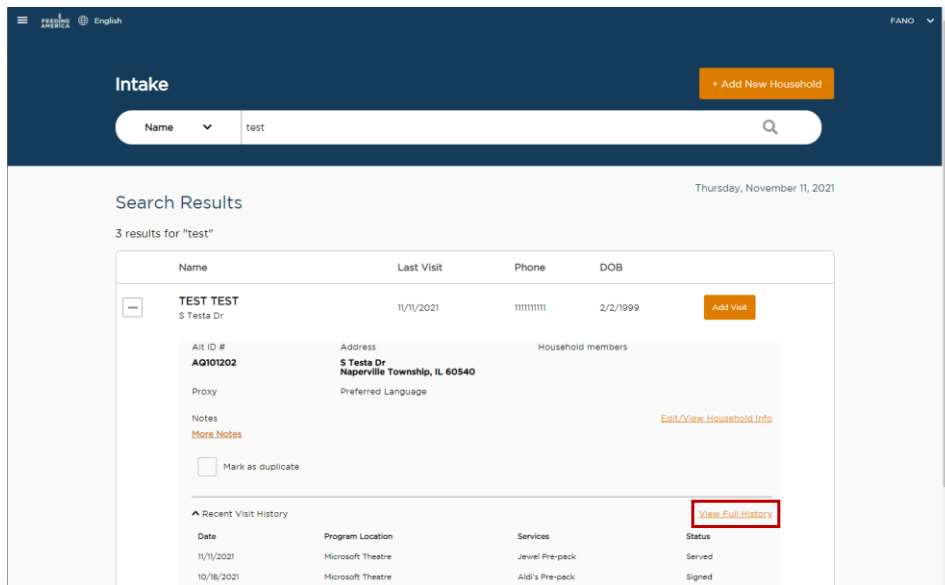 FEEDING AMERICA English FANO
Intake + Add New Household
Name test
Thursday, November 11, 2021
Search Results
3 results for "test"
Name Last Visit Phone DOB
TEST TEST 11/11/2021 1111111111 2/2/1999 Add Visit
S Testa Dr
Alt ID # Address Household members
AQ101202 S Testa Dr
Naperville Township, IL 60540
Proxy Preferred Language
Notes Edit/View Household Info
More Notes
Mark as duplicate
Recent Visit History View Full History
Date Program Location Services Status
11/11/2021 Microsoft Theatre Jewel Pre-pack Served
10/18/2021 Microsoft Theatre Aldi's Pre-pack Signed